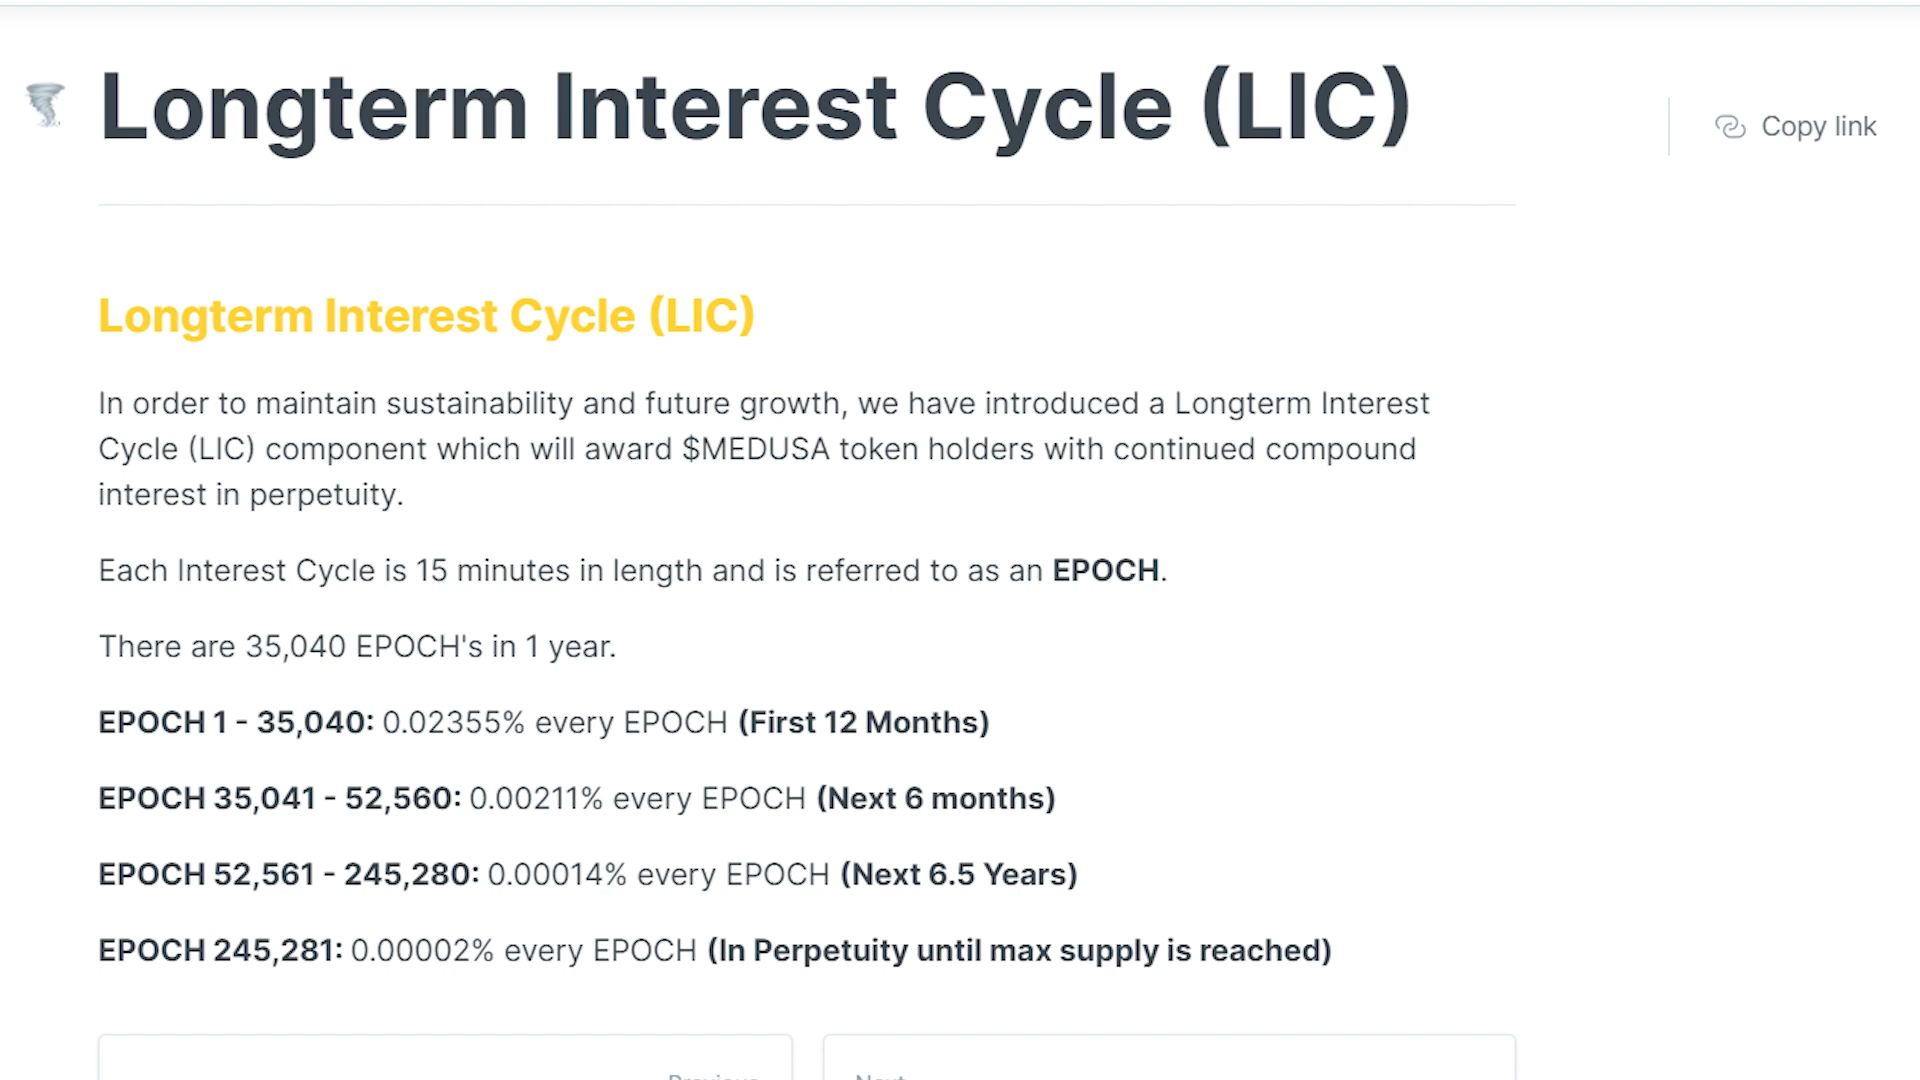 Longterm Interest Cycle (LIC)
Copy link
Longterm Interest Cycle (LIC)
In order to maintain sustainability and future growth, we have introduced a Longterm Interest
Cycle (LIC) component which will award $MEDUSA token holders with continued compound
interest in perpetuity.
Each Interest Cycle is 15 minutes in length and is referred to as an EPOCH.
There are 35,040 EPOCH's in 1 year.
EPOCH 1 - 35,040: 0.02355% every EPOCH (First 12 Months)
EPOCH 35,041 - 52,560: 0.00211% every EPOCH (Next 6 months)
EPOCH 52,561 - 245,280: 0.00014% every EPOCH (Next 6.5 Years)
EPOCH 245,281: 0.00002% every EPOCH (In Perpetuity until max supply is reached)
Previous
Next